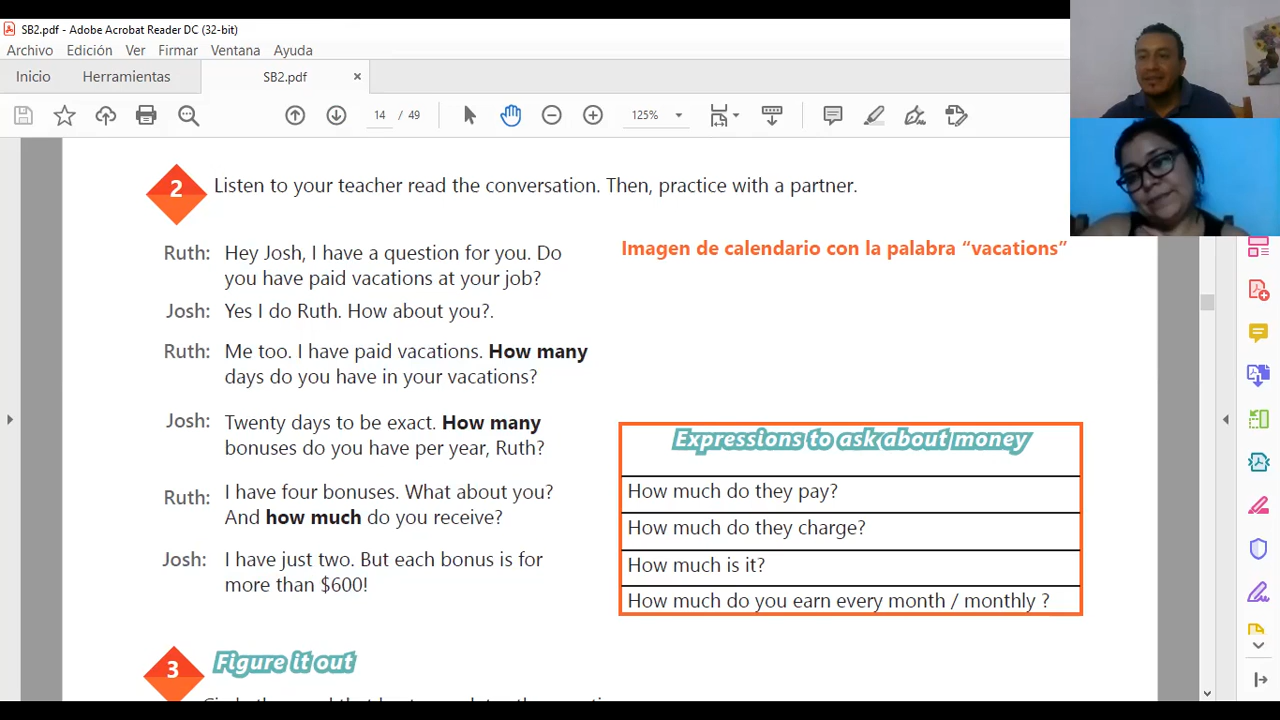 SB2.pdf - Adobe Acrobat Reader DC (32-bit)
Archivo Edición Ver Firmar Ventana Ayuda
Inicio Herramientas SB2.pdf ×
14 / 49 125%
2 Listen to your teacher read the conversation. Then, practice with a partner.
Ruth: Hey Josh, I have a question for you. Do
you have paid vacations at your job?
Josh: Yes I do Ruth. How about you?.
Ruth: Me too. I have paid vacations. How many
days do you have in your vacations?
Josh: Twenty days to be exact. How many
bonuses do you have per year, Ruth?
Ruth: I have four bonuses. What about you?
And how much do you receive?
Josh: I have just two. But each bonus is for
more than $600!
Imagen de calendario con la palabra “vacations”
Expressions to ask about money
How much do they pay?
How much do they charge?
How much is it?
How much do you earn every month / monthly ?
3 Figure it out